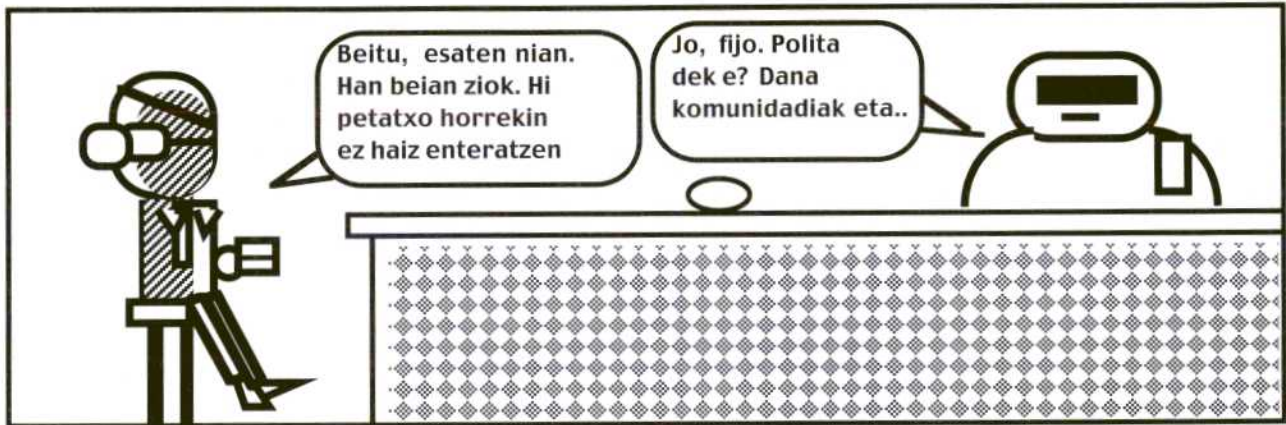 Beitu, esaten nian.
Han beian ziok. Hi
petatxo horrekin
ez haiz enteratzen
Jo, fijo. Polita
dek e? Dana
komunidadiak eta..